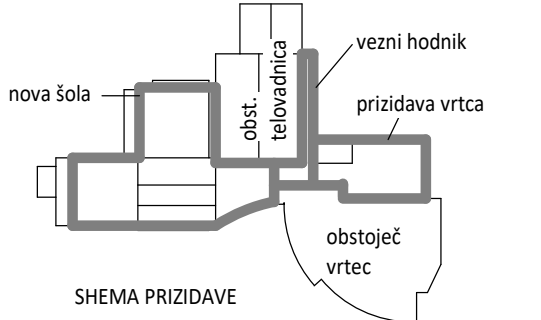 vezni hodnik
nova šola
prizidava vrtca
obst.
telovadnica
obstoječ
vrtec
SHEMA PRIZIDAVE